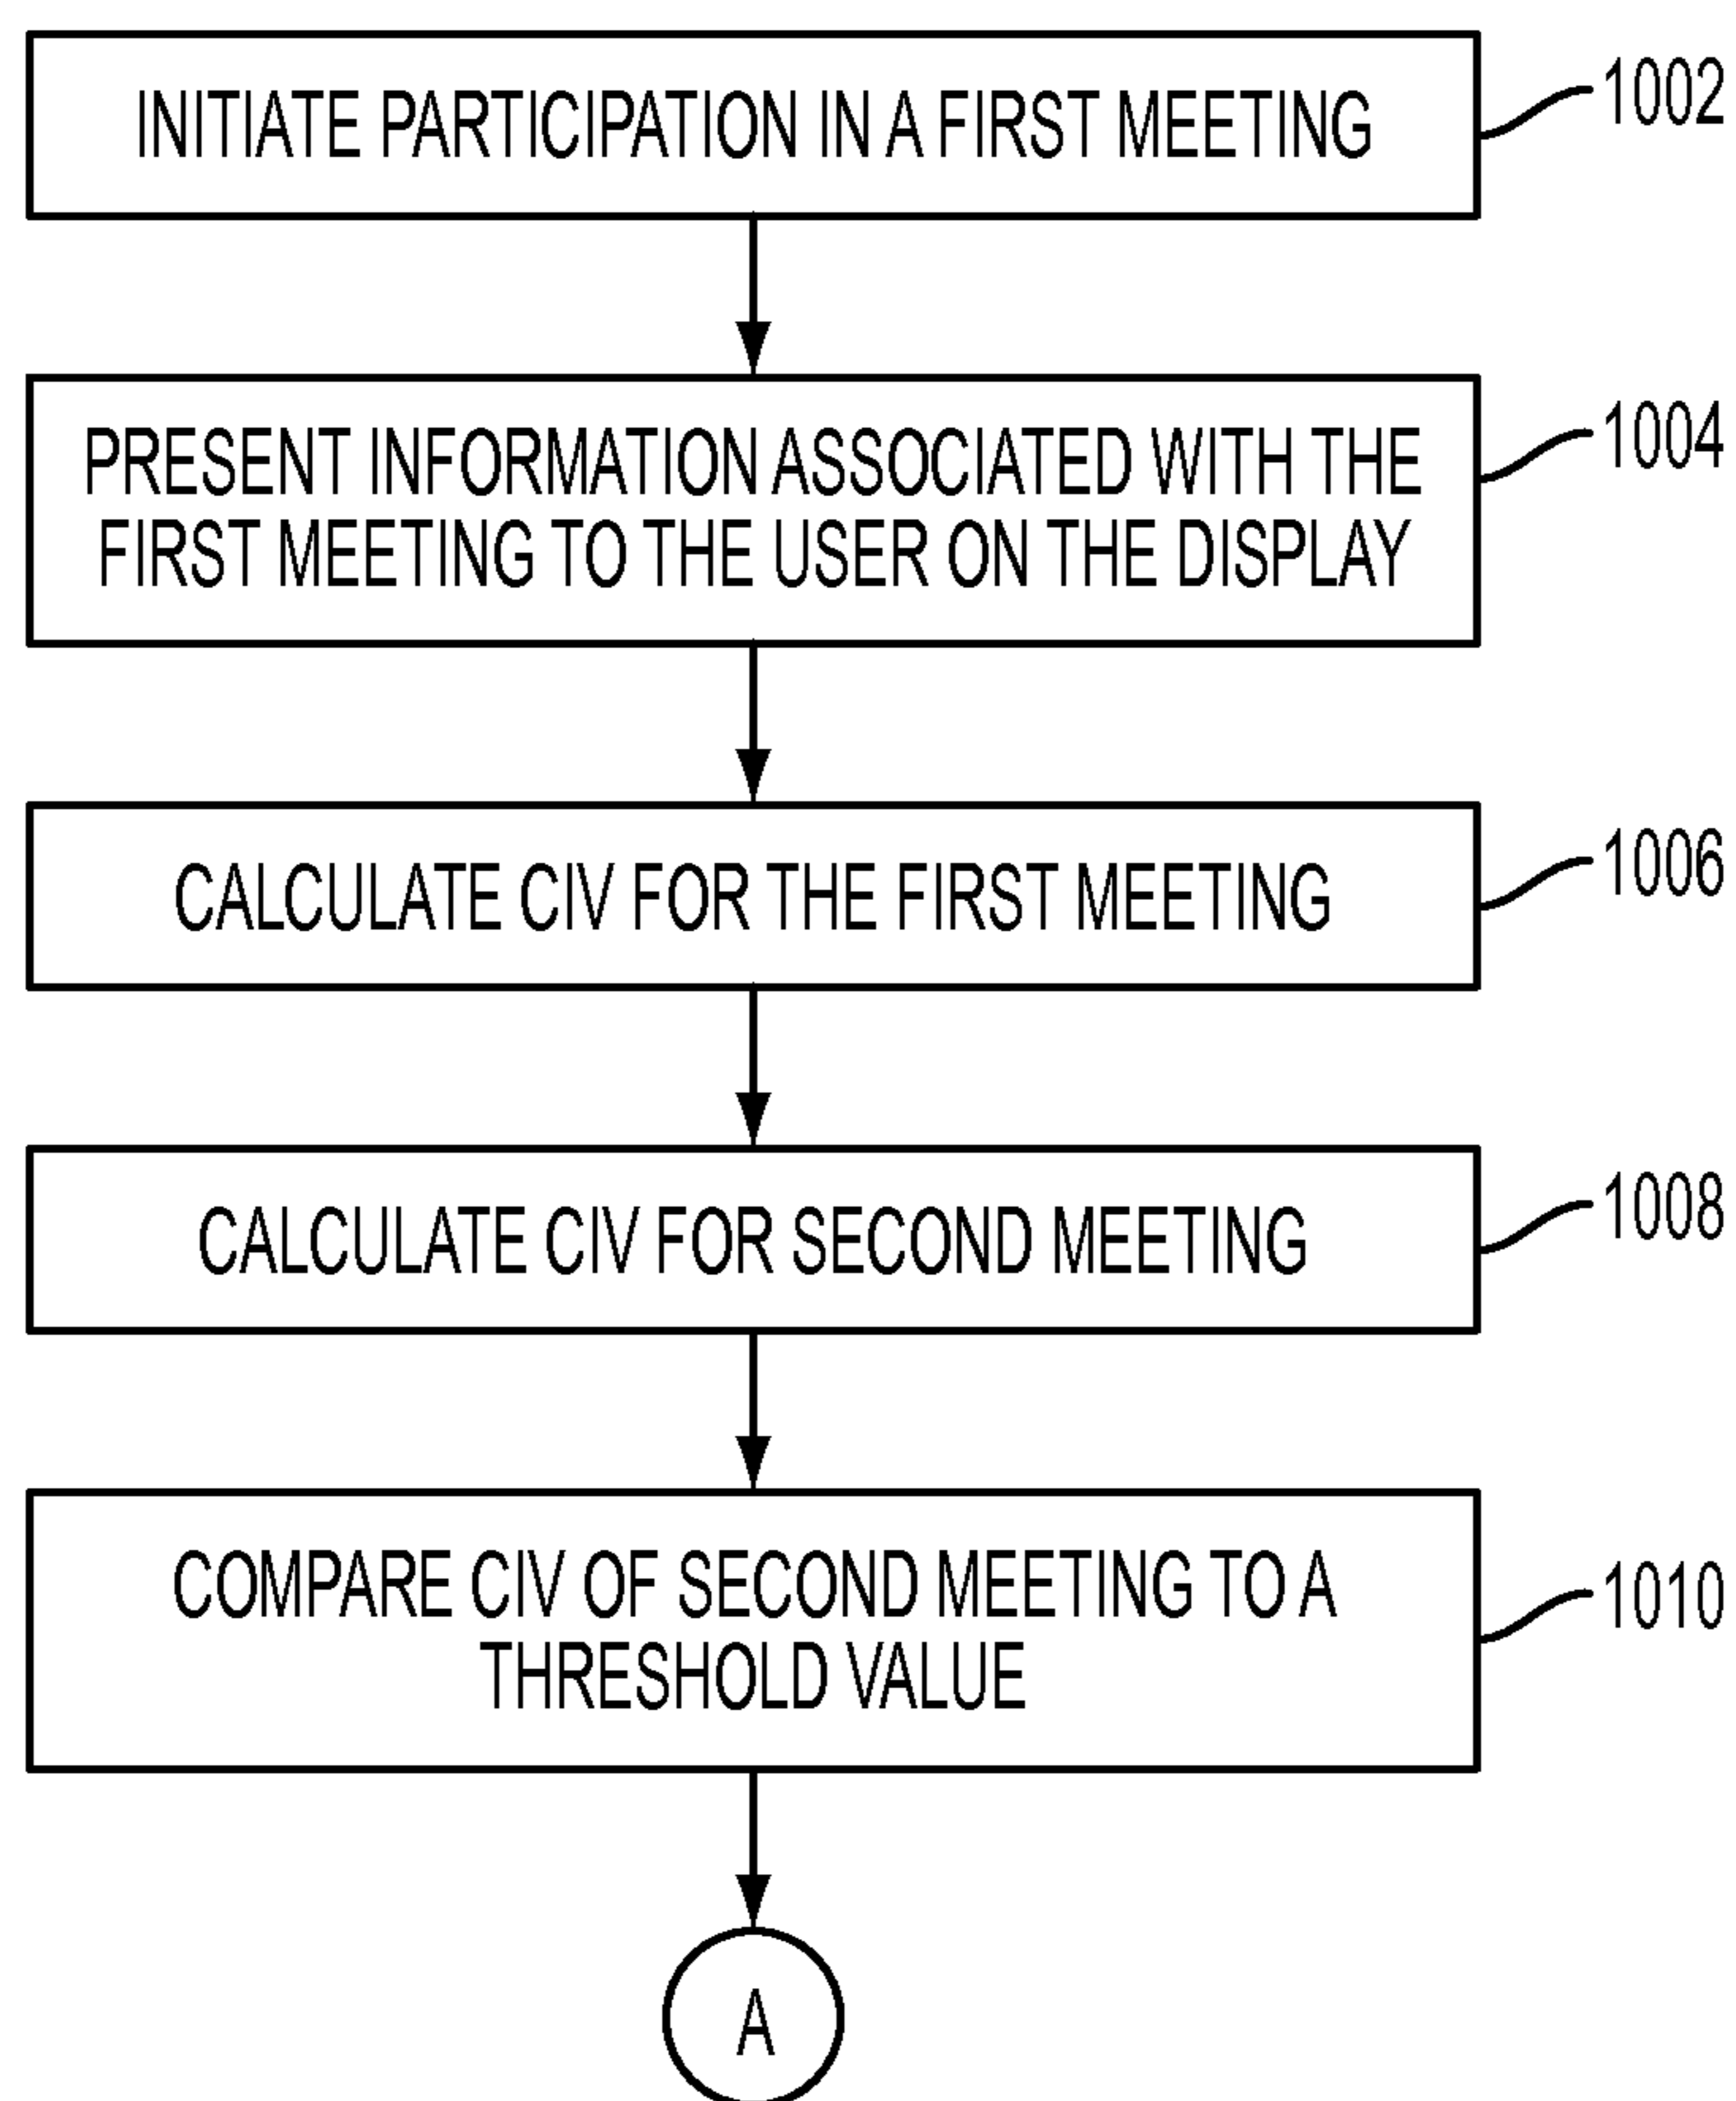 INITIATE PARTICIPATION IN A FIRST MEETING
1002
PRESENT INFORMATION ASSOCIATED WITH THE
FIRST MEETING TO THE USER ON THE DISPLAY
1004
CALCULATE CIV FOR THE FIRST MEETING
1006
CALCULATE CIV FOR SECOND MEETING
1008
COMPARE CIV OF SECOND MEETING TO A
THRESHOLD VALUE
1010
A